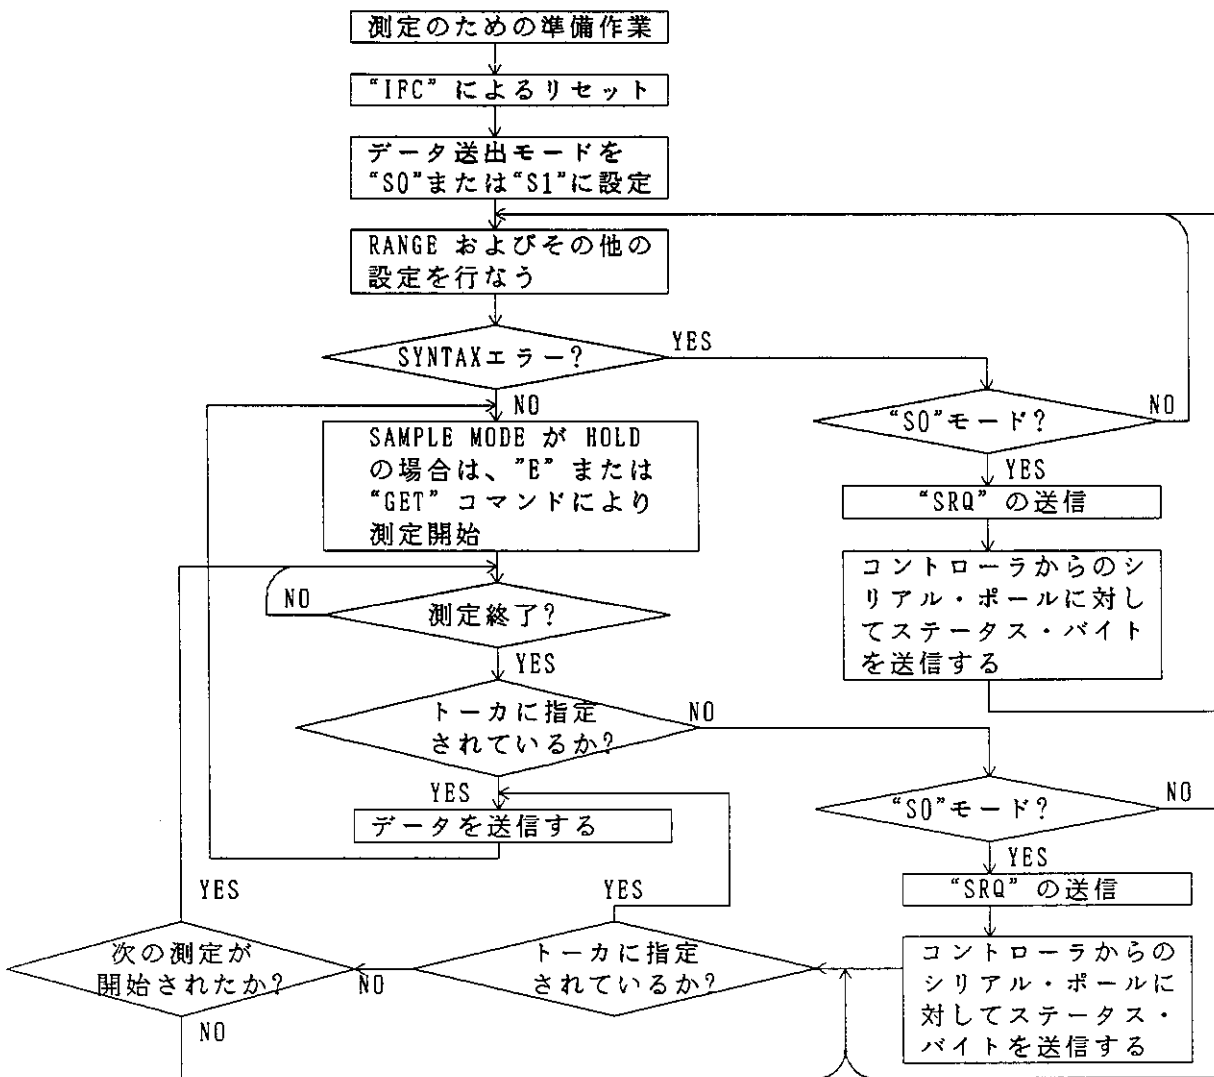 測定のための準備作業
“IFC” によるリセット
データ送出モードを
“S0”または“S1”に設定
RANGE およびその他の
設定を行なう
SYNTAXエラー?
YES
NO
“S0”モード?
NO
YES
SAMPLE MODE が HOLD
の場合は、”E” または
“GET” コマンドにより
測定開始
“SRQ” の送信
コントローラからのシ
リアル・ポールに対し
てステータス・バイト
を送信する
NO
測定終了?
YES
トーカに指定
されているか?
NO
YES
データを送信する
“S0”モード?
NO
YES
“SRQ” の送信
コントローラからの
シリアル・ポールに
対してステータス・
バイトを送信する
YES
トーカに指定
されているか?
NO
YES
次の測定が
開始されたか?
NO